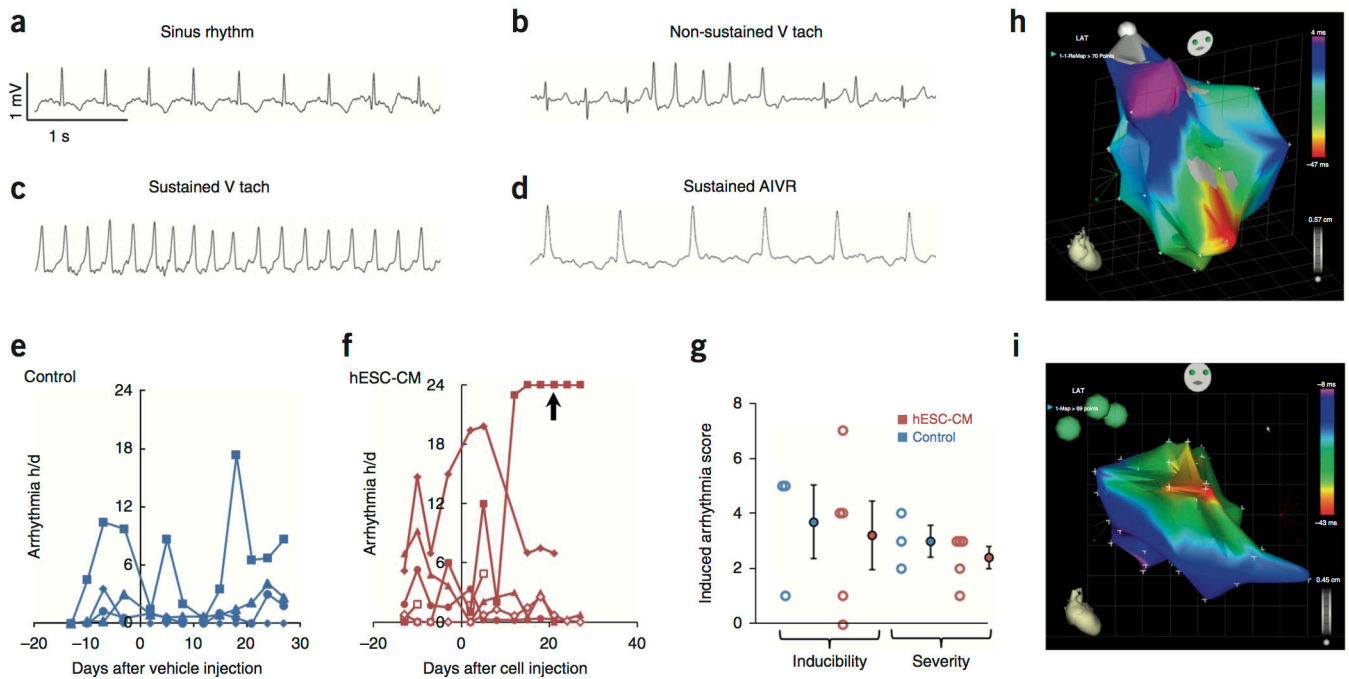 a
Sinus rhythm
1 mV
1 s
b
Non-sustained V tach
c
Sustained V tach
d
Sustained AIVR
e
Control
Arrhythmia h/d
24
18
12
6
0
–20
–10
0
10
20
30
Days after vehicle injection
f
hESC-CM
Arrhythmia h/d
24
18
12
6
0
–20
0
20
40
Days after cell injection
g
Induced arrhythmia score
8
6
4
2
0
hESC-CM
Control
Inducibility
Severity
h
LAT
1-1-ReMap > 70 Points
4 ms
–47 ms
0.57 cm
i
LAT
1-Map > 69 points
–8 ms
–43 ms
0.45 cm